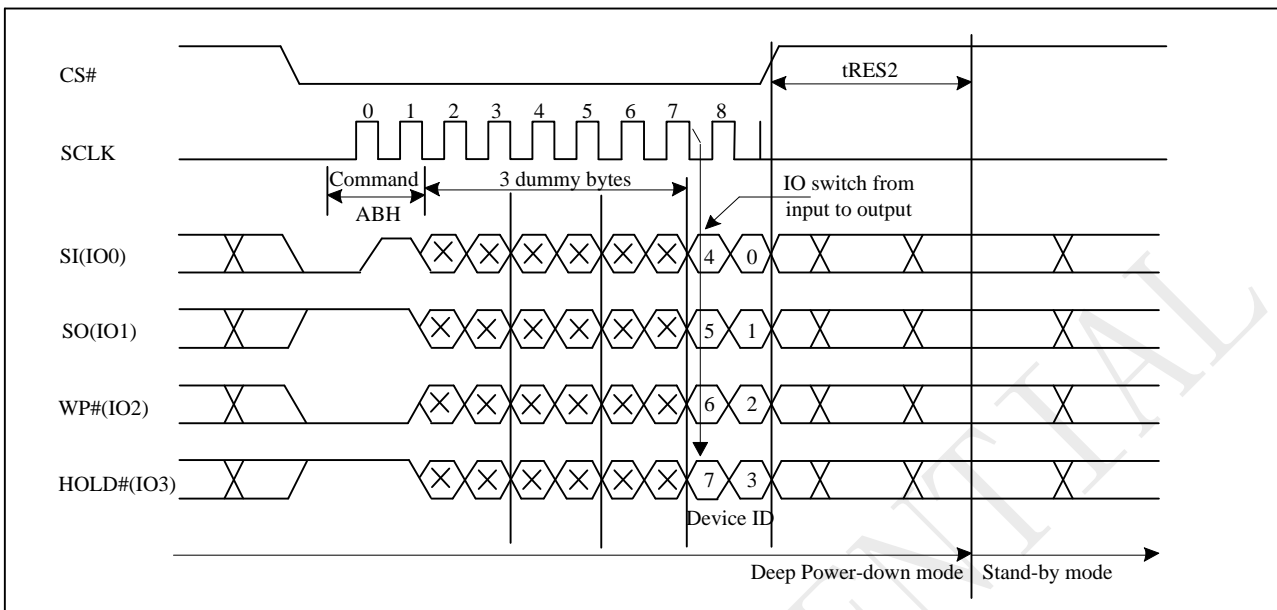 CS#
tRES2
0 1 2 3 4 5 6 7 8
SCLK
Command
3 dummy bytes
IO switch from
input to output
ABH
SI(IO0)
4 0
SO(IO1)
5 1
WP#(IO2)
6 2
HOLD#(IO3)
7 3
Device ID
Deep Power-down mode
Stand-by mode
ENTIAL